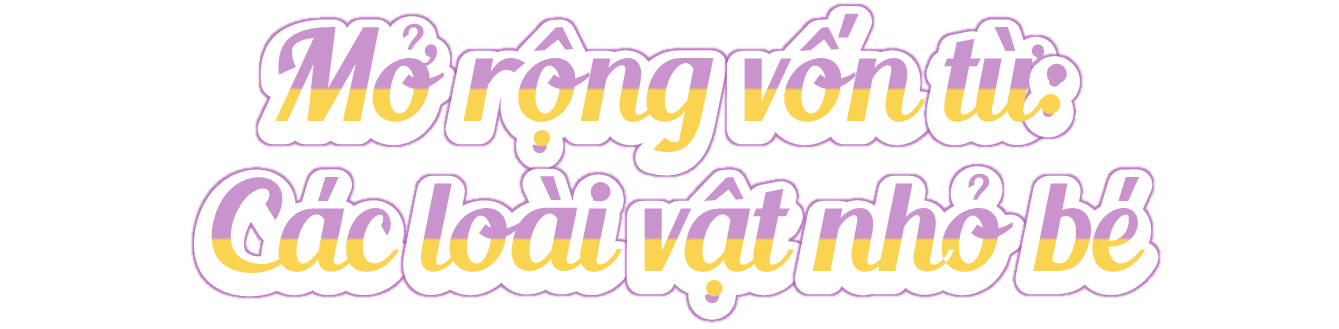 Mở rộng vốn từ:
Các loài vật nhỏ bé